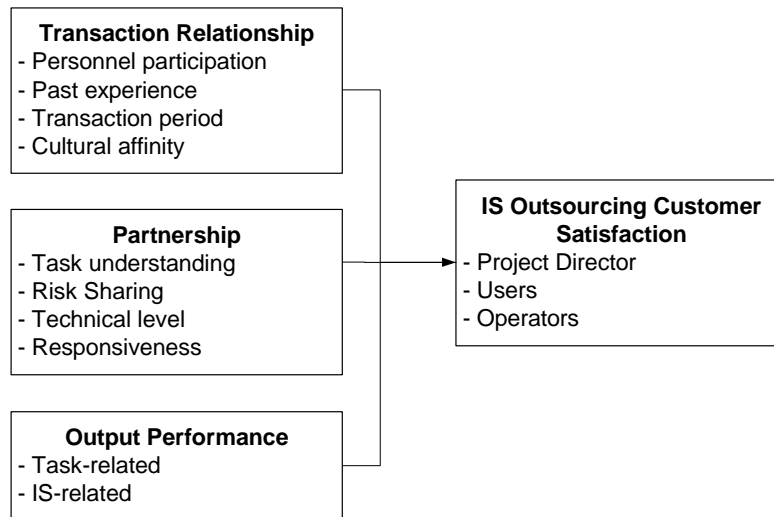 Transaction Relationship
- Personnel participation
- Past experience
- Transaction period
- Cultural affinity
Partnership
- Task understanding
- Risk Sharing
- Technical level
- Responsiveness
Output Performance
- Task-related
- IS-related
IS Outsourcing Customer
Satisfaction
- Project Director
- Users
- Operators